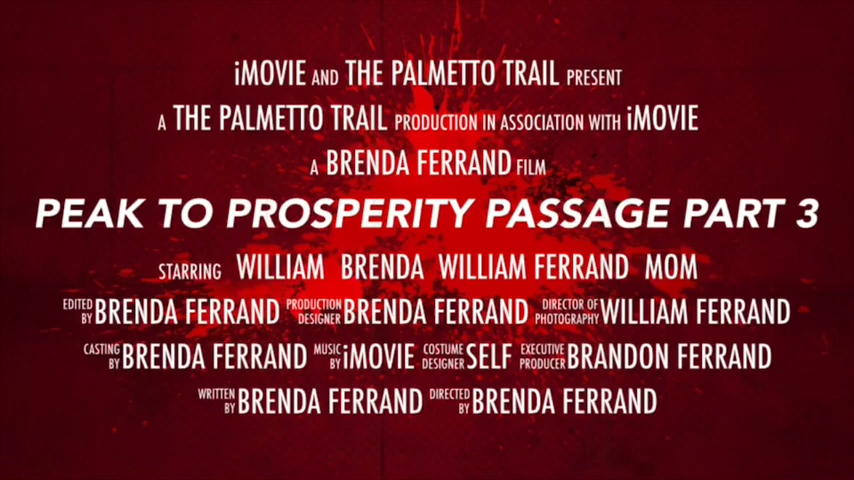 iMOVIE AND THE PALMETTO TRAIL PRESENT
A THE PALMETTO TRAIL PRODUCTION IN ASSOCIATION WITH iMOVIE
A BRENDA FERRAND FILM
PEAK TO PROSPERITY PASSAGE PART 3
STARRING WILLIAM BRENDA WILLIAM FERRAND MOM
EDITED BY BRENDA FERRAND PRODUCTION DESIGNER BRENDA FERRAND DIRECTOR OF PHOTOGRAPHY WILLIAM FERRAND
CASTING BY BRENDA FERRAND MUSIC BY iMOVIE COSTUME DESIGNER SELF EXECUTIVE PRODUCER BRANDON FERRAND
WRITTEN BY BRENDA FERRAND DIRECTED BY BRENDA FERRAND